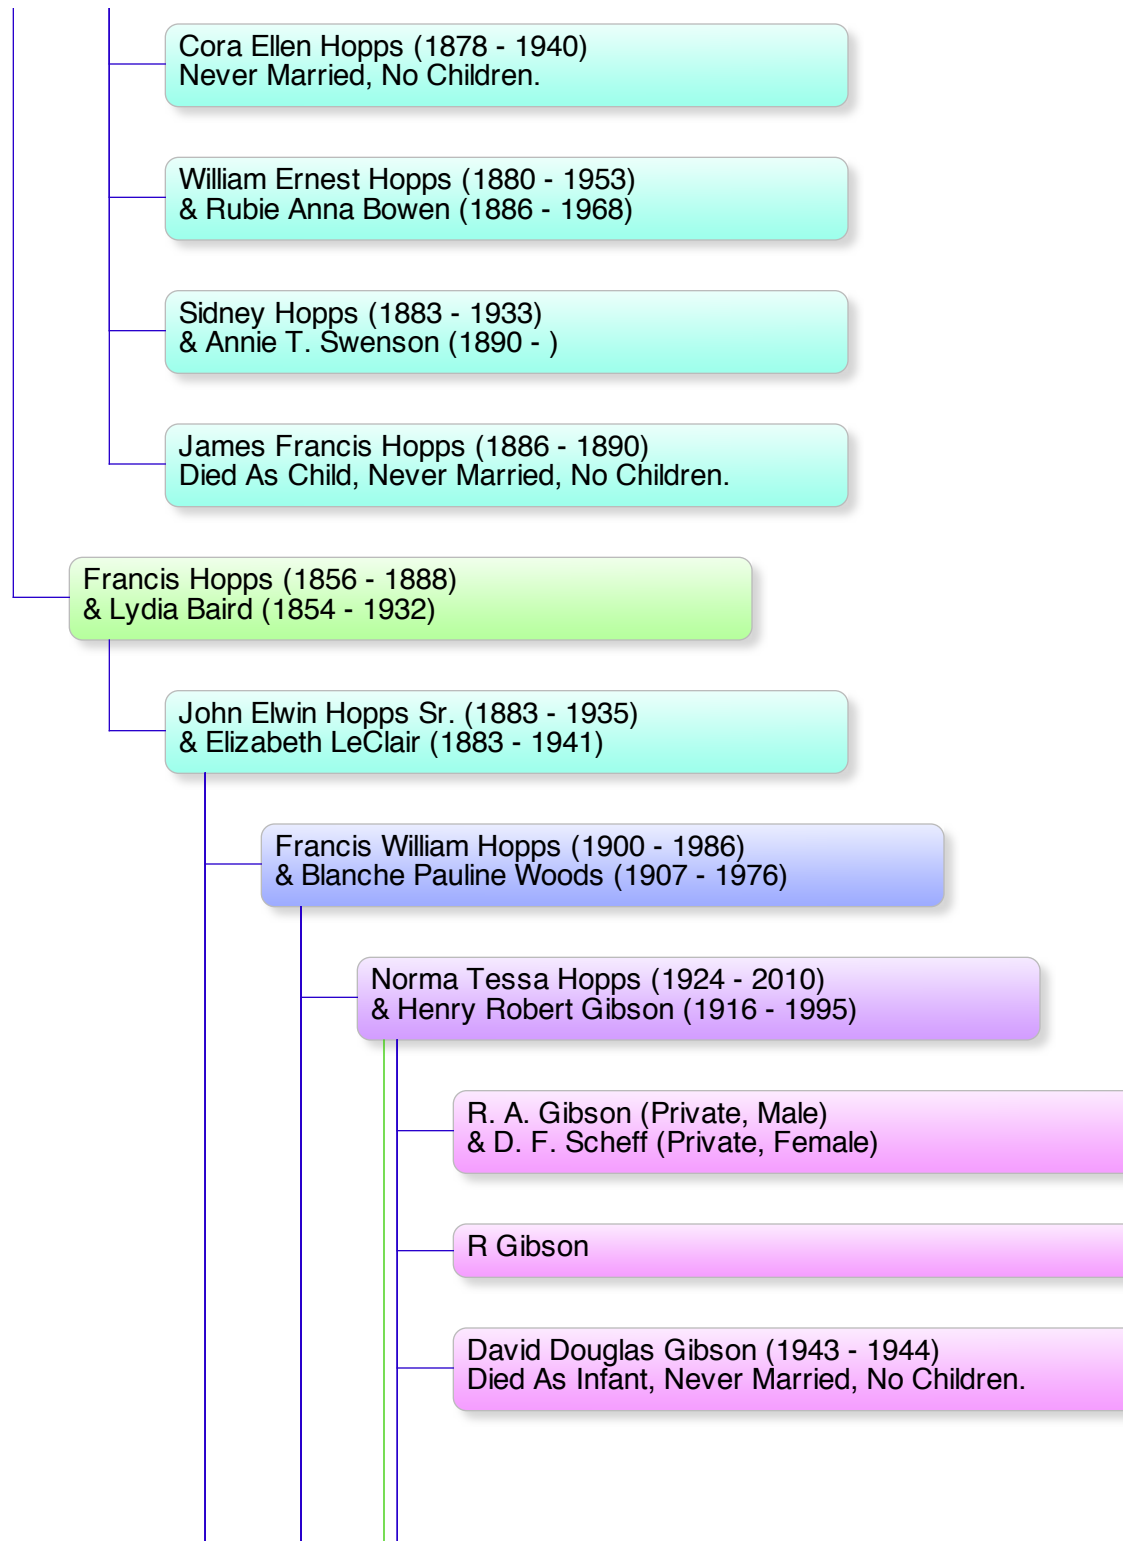 Cora Ellen Hopps (1878 - 1940)
Never Married, No Children.
William Ernest Hopps (1880 - 1953)
& Rubie Anna Bowen (1886 - 1968)
Sidney Hopps (1883 - 1933)
& Annie T. Swenson (1890 - )
James Francis Hopps (1886 - 1890)
Died As Child, Never Married, No Children.
Francis Hopps (1856 - 1888)
& Lydia Baird (1854 - 1932)
John Elwin Hopps Sr. (1883 - 1935)
& Elizabeth LeClair (1883 - 1941)
Francis William Hopps (1900 - 1986)
& Blanche Pauline Woods (1907 - 1976)
Norma Tessa Hopps (1924 - 2010)
& Henry Robert Gibson (1916 - 1995)
R. A. Gibson (Private, Male)
& D. F. Scheff (Private, Female)
R Gibson
David Douglas Gibson (1943 - 1944)
Died As Infant, Never Married, No Children.